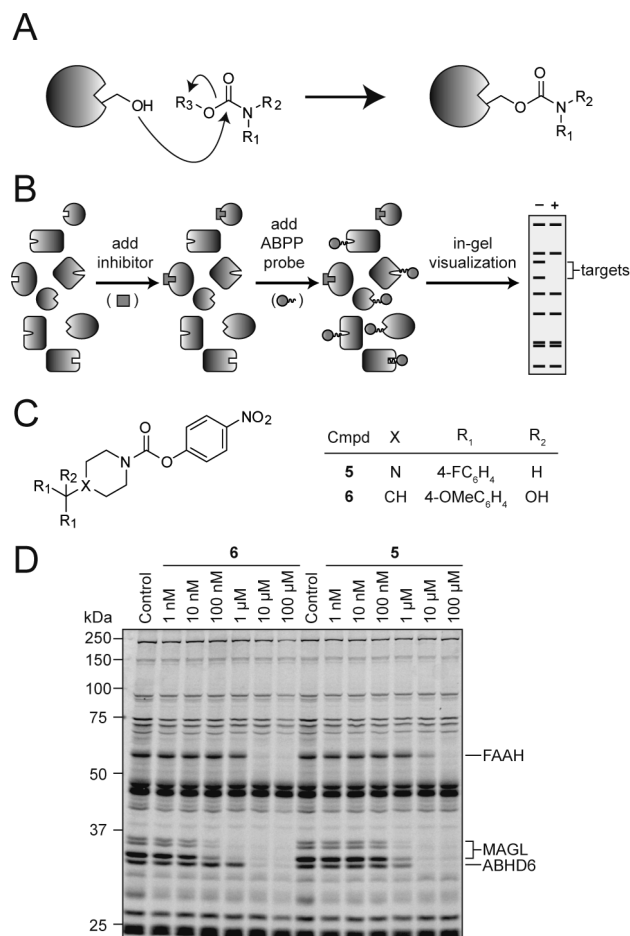 A
OH
R3
O
O
N
R2
R1
O
O
N
R2
R1
B
add
inhibitor
( )
add
ABPP
probe
( )
in-gel
visualization
– +
targets
C
NO2
O
N
O
R2
X
R1
R1
Cmpd X R1 R2
5 N 4-FC6H4 H
6 CH 4-OMeC6H4 OH
D
6 5
Control 1 nM 10 nM 100 nM 1 µM 10 µM 100 µM Control 1 nM 10 nM 100 nM 1 µM 10 µM 100 µM
kDa
250
150
100
75
FAAH
50
37
MAGL
ABHD6
25